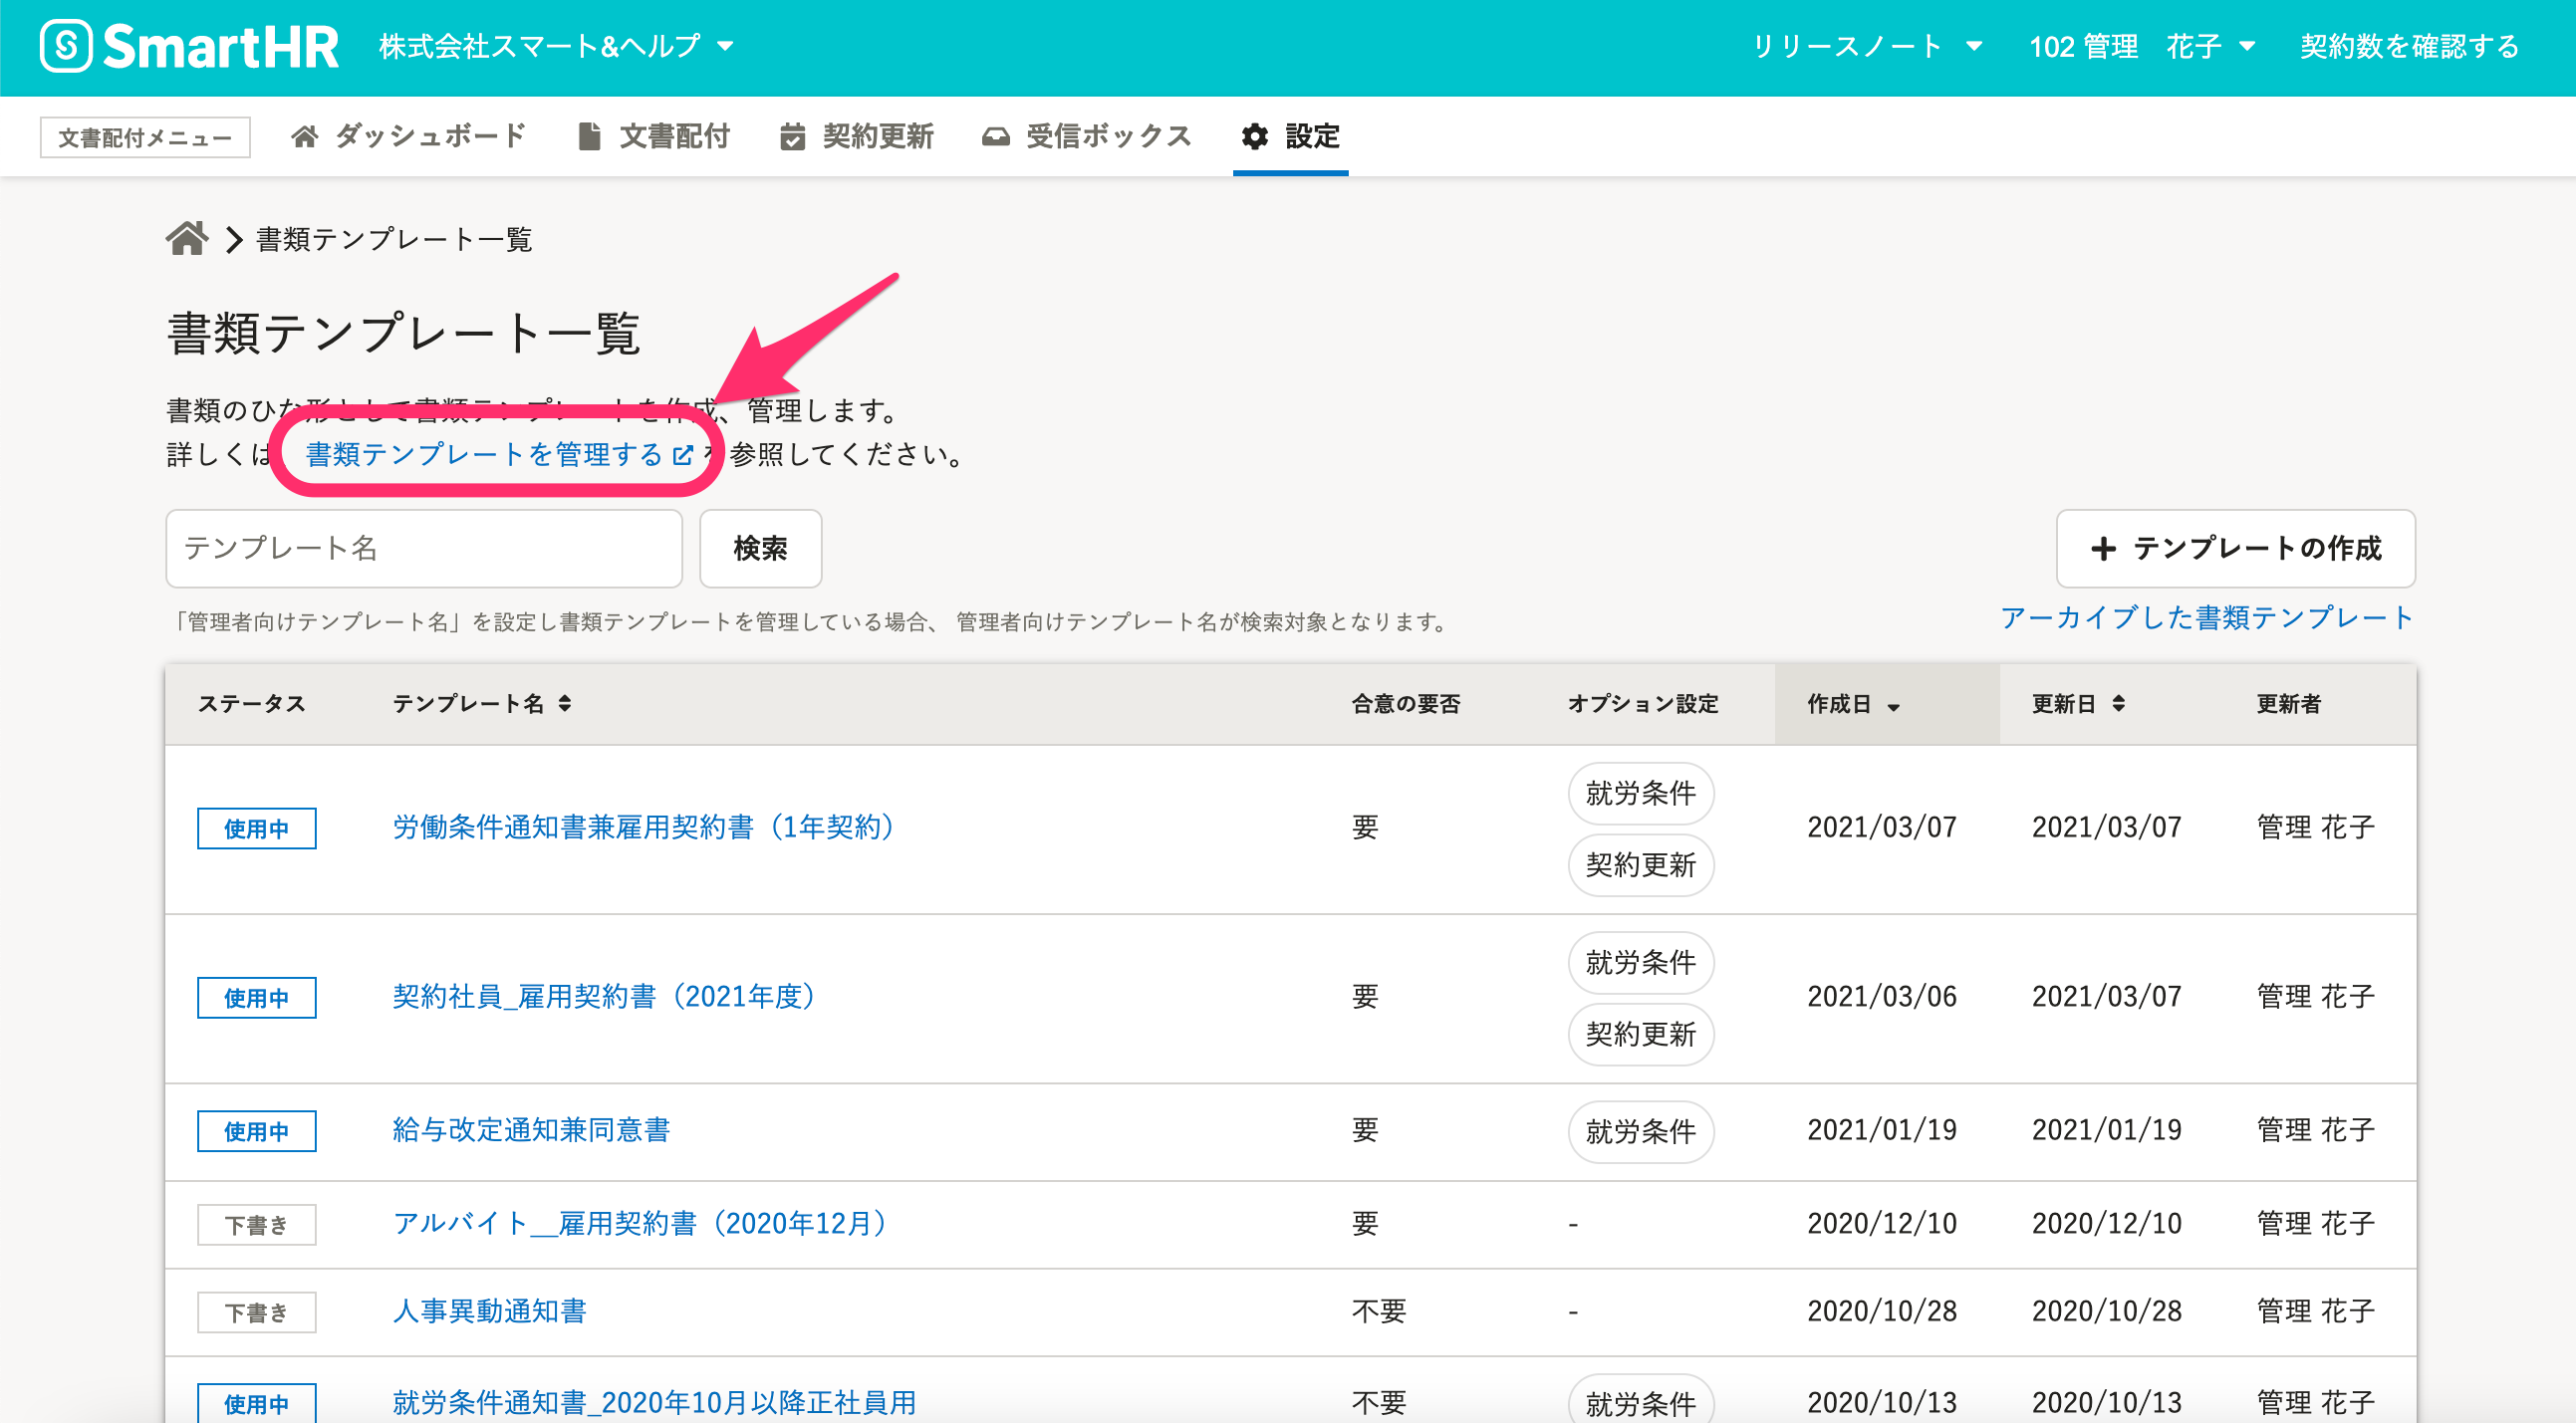 SmartHR 株式会社スマート&ヘルプ リリースノート 102 管理 花子 契約数を確認する
文書配付メニュー ダッシュボード 文書配付 契約更新 受信ボックス 設定
書類テンプレート一覧
書類テンプレート一覧
書類のひな形として書類テンプレートを作成、管理します。
詳しくは 書類テンプレートを管理する を参照してください。
テンプレート名 検索 テンプレートの作成
「管理者向けテンプレート名」を設定し書類テンプレートを管理している場合、 管理者向けテンプレート名が検索対象となります。 アーカイブした書類テンプレート
ステータス テンプレート名 合意の要否 オプション設定 作成日 更新日 更新者
使用中 労働条件通知書兼雇用契約書（1年契約） 要 就労条件 契約更新 2021/03/07 2021/03/07 管理 花子
使用中 契約社員_雇用契約書（2021年度） 要 就労条件 契約更新 2021/03/06 2021/03/07 管理 花子
使用中 給与改定通知兼同意書 要 就労条件 2021/01/19 2021/01/19 管理 花子
下書き アルバイト__雇用契約書（2020年12月） 要 - 2020/12/10 2020/12/10 管理 花子
下書き 人事異動通知書 不要 - 2020/10/28 2020/10/28 管理 花子
使用中 就労条件通知書_2020年10月以降正社員用 不要 就労条件 2020/10/13 2020/10/13 管理 花子